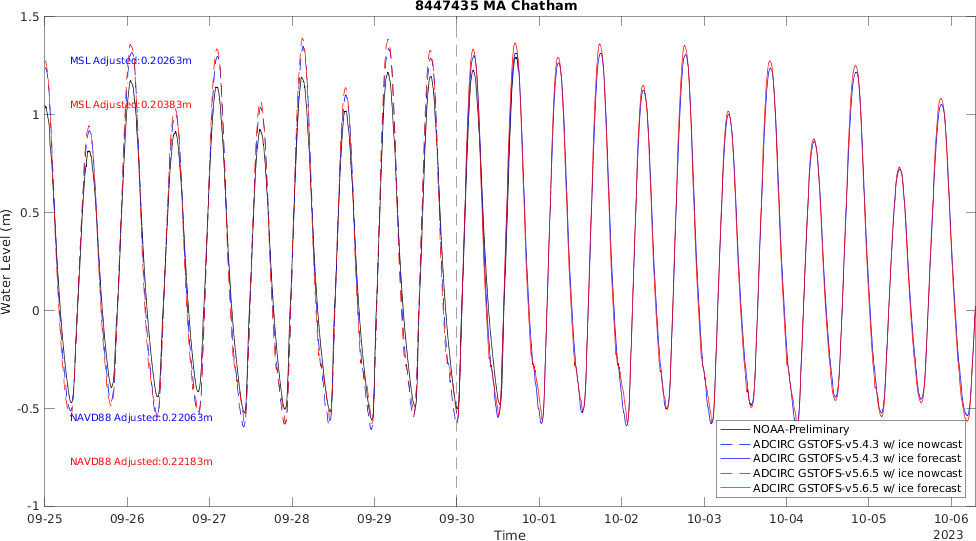 8447435 MA Chatham
1.5
1
0.5
0
-0.5
-1
Water Level (m)
MSL Adjusted:0.20263m
MSL Adjusted:0.20383m
NAVD88 Adjusted:0.22063m
NAVD88 Adjusted:0.22183m
NOAA-Preliminary
ADCIRC GSTOFS-v5.4.3 w/ ice nowcast
ADCIRC GSTOFS-v5.4.3 w/ ice forecast
ADCIRC GSTOFS-v5.6.5 w/ ice nowcast
ADCIRC GSTOFS-v5.6.5 w/ ice forecast
09-25 09-26 09-27 09-28 09-29 09-30 10-01 10-02 10-03 10-04 10-05 10-06
2023
Time